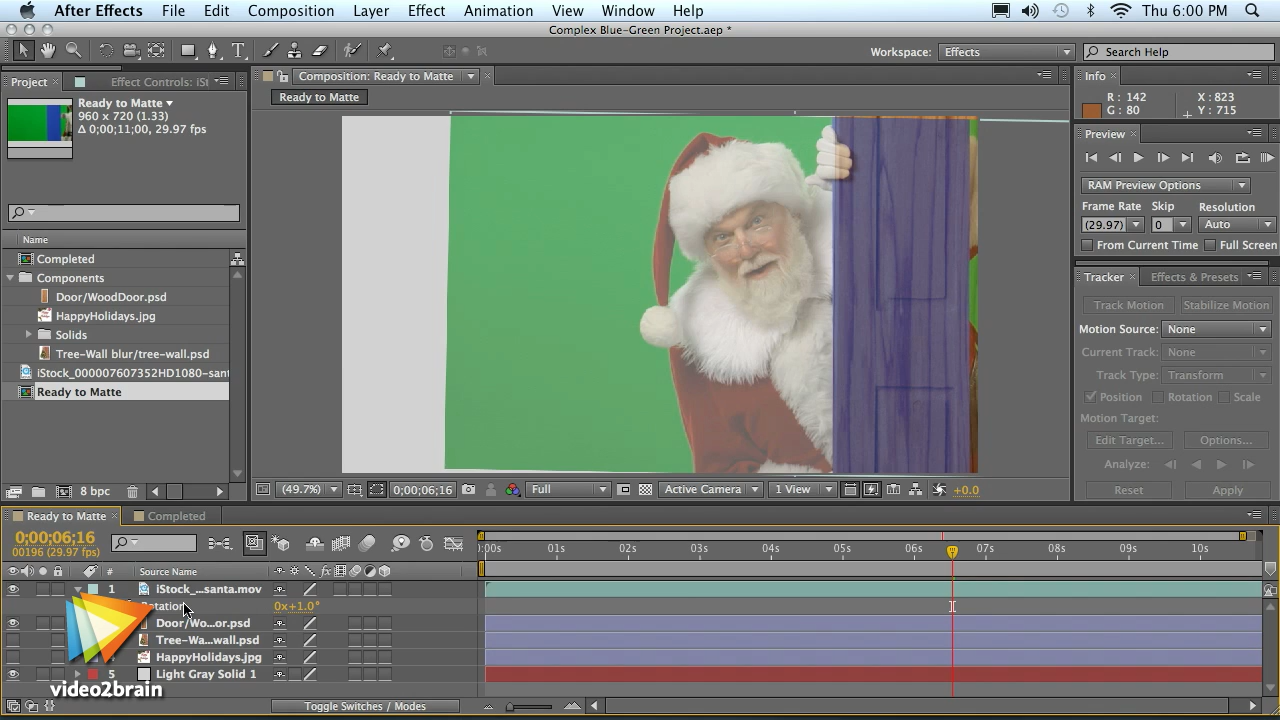 After Effects File Edit Composition Layer Effect Animation View Window Help Thu 6:00 PM
Complex Blue-Green Project.aep *
Workspace: Effects Search Help
Project Effect Controls: iSt
Composition: Ready to Matte
Info
Ready to Matte
960 x 720 (1.33)
Δ 0;00;11;00, 29.97 fps
Ready to Matte
R : 142
G : 80
X : 823
Y : 715
Preview
RAM Preview Options
Frame Rate Skip Resolution
(29.97) 0 Auto
From Current Time Full Screen
Name
Completed
Components
Door/WoodDoor.psd
HappyHolidays.jpg
Solids
Tree-Wall blur/tree-wall.psd
iStock_000007607352HD1080-sant
Ready to Matte
Tracker Effects & Presets
Track Motion Stabilize Motion
Motion Source: None
Current Track: None
Track Type: Transform
Position Rotation Scale
Motion Target:
Edit Target... Options...
Analyze:
Reset Apply
8 bpc
(49.7%) 0;00;06;16 Full Active Camera 1 View +0.0
Ready to Matte Completed
0;00;06;16
00196 (29.97 fps)
:00s 01s 02s 03s 04s 05s 06s 07s 08s 09s 10s
# Source Name fx
1 iStock_...santa.mov
Rotation 0x+1.0°
Door/Wo...or.psd
Tree-Wa...wall.psd
HappyHolidays.jpg
5 Light Gray Solid 1
video2brain
Toggle Switches / Modes